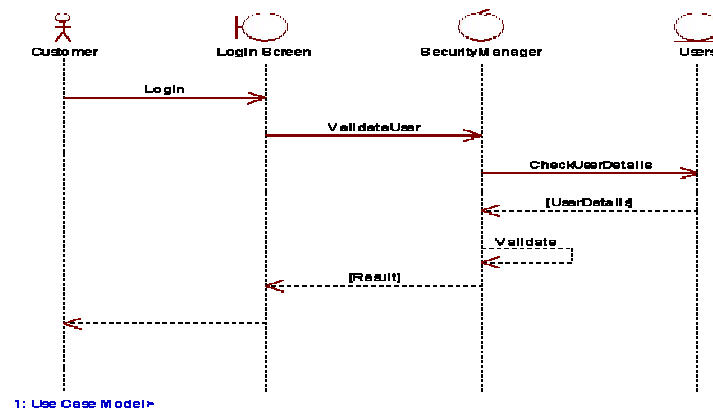 Customer
Login Screen
SecurityManager
Users
Login
ValidateUser
CheckUserDetails
[UserDetails]
Validate
[Result]
1: Use Case Model>